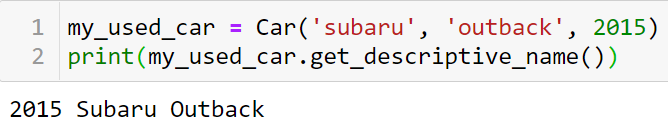 1 my_used_car = Car('subaru', 'outback', 2015)
2 print(my_used_car.get_descriptive_name())
2015 Subaru Outback